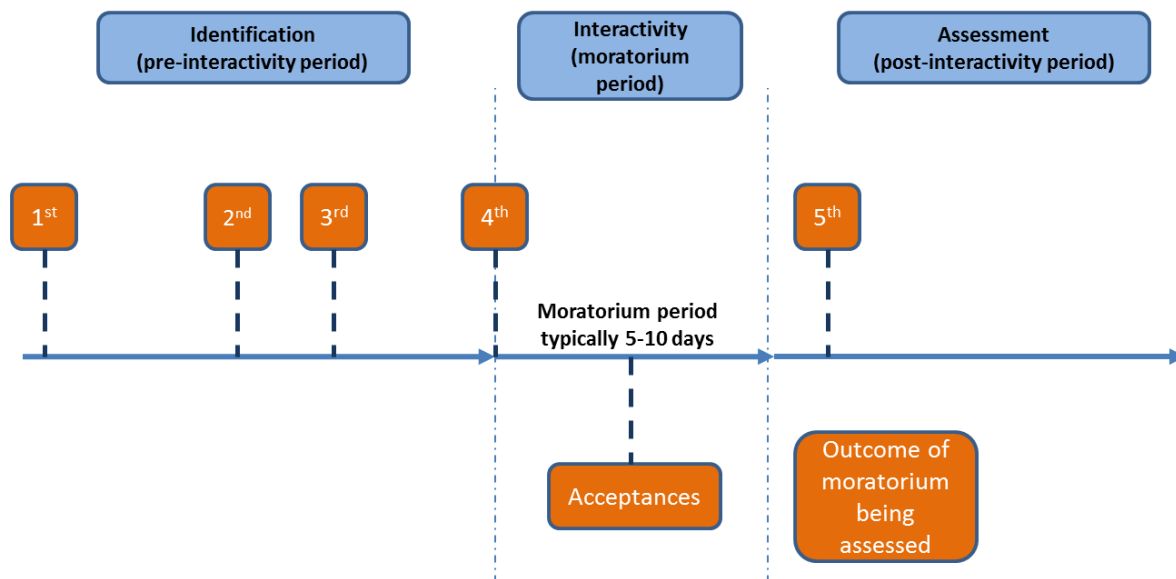 Identification
(pre-interactivity period)
Interactivity
(moratorium
period)
Assessment
(post-interactivity period)
1st
2nd
3rd
4th
5th
Moratorium period
typically 5-10 days
Acceptances
Outcome of
moratorium
being
assessed